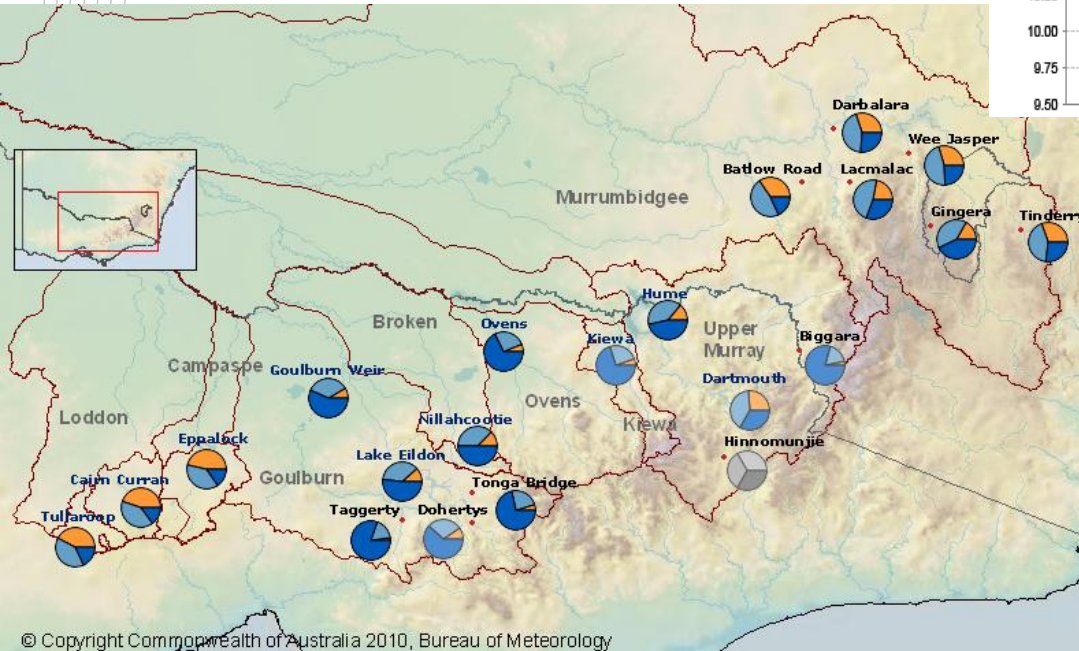 10.00
9.75
9.50
Darbalara
Wee Jasper
Batlow Road
Lacmalac
Murrumbidgee
Gingera
Tinderry
Hume
Broken
Ovens
Upper
Murray
Kiewa
Biggara
Campaspe
Goulburn Weir
Dartmouth
Loddon
Ovens
Nillahcootie
Kiewa
Eppalock
Hinnomunjie
Lake Eildon
Cairn Curran
Goulburn
Tonga Bridge
Tullaroop
Taggerty
Dohertys
© Copyright Commonwealth of Australia 2010, Bureau of Meteorology